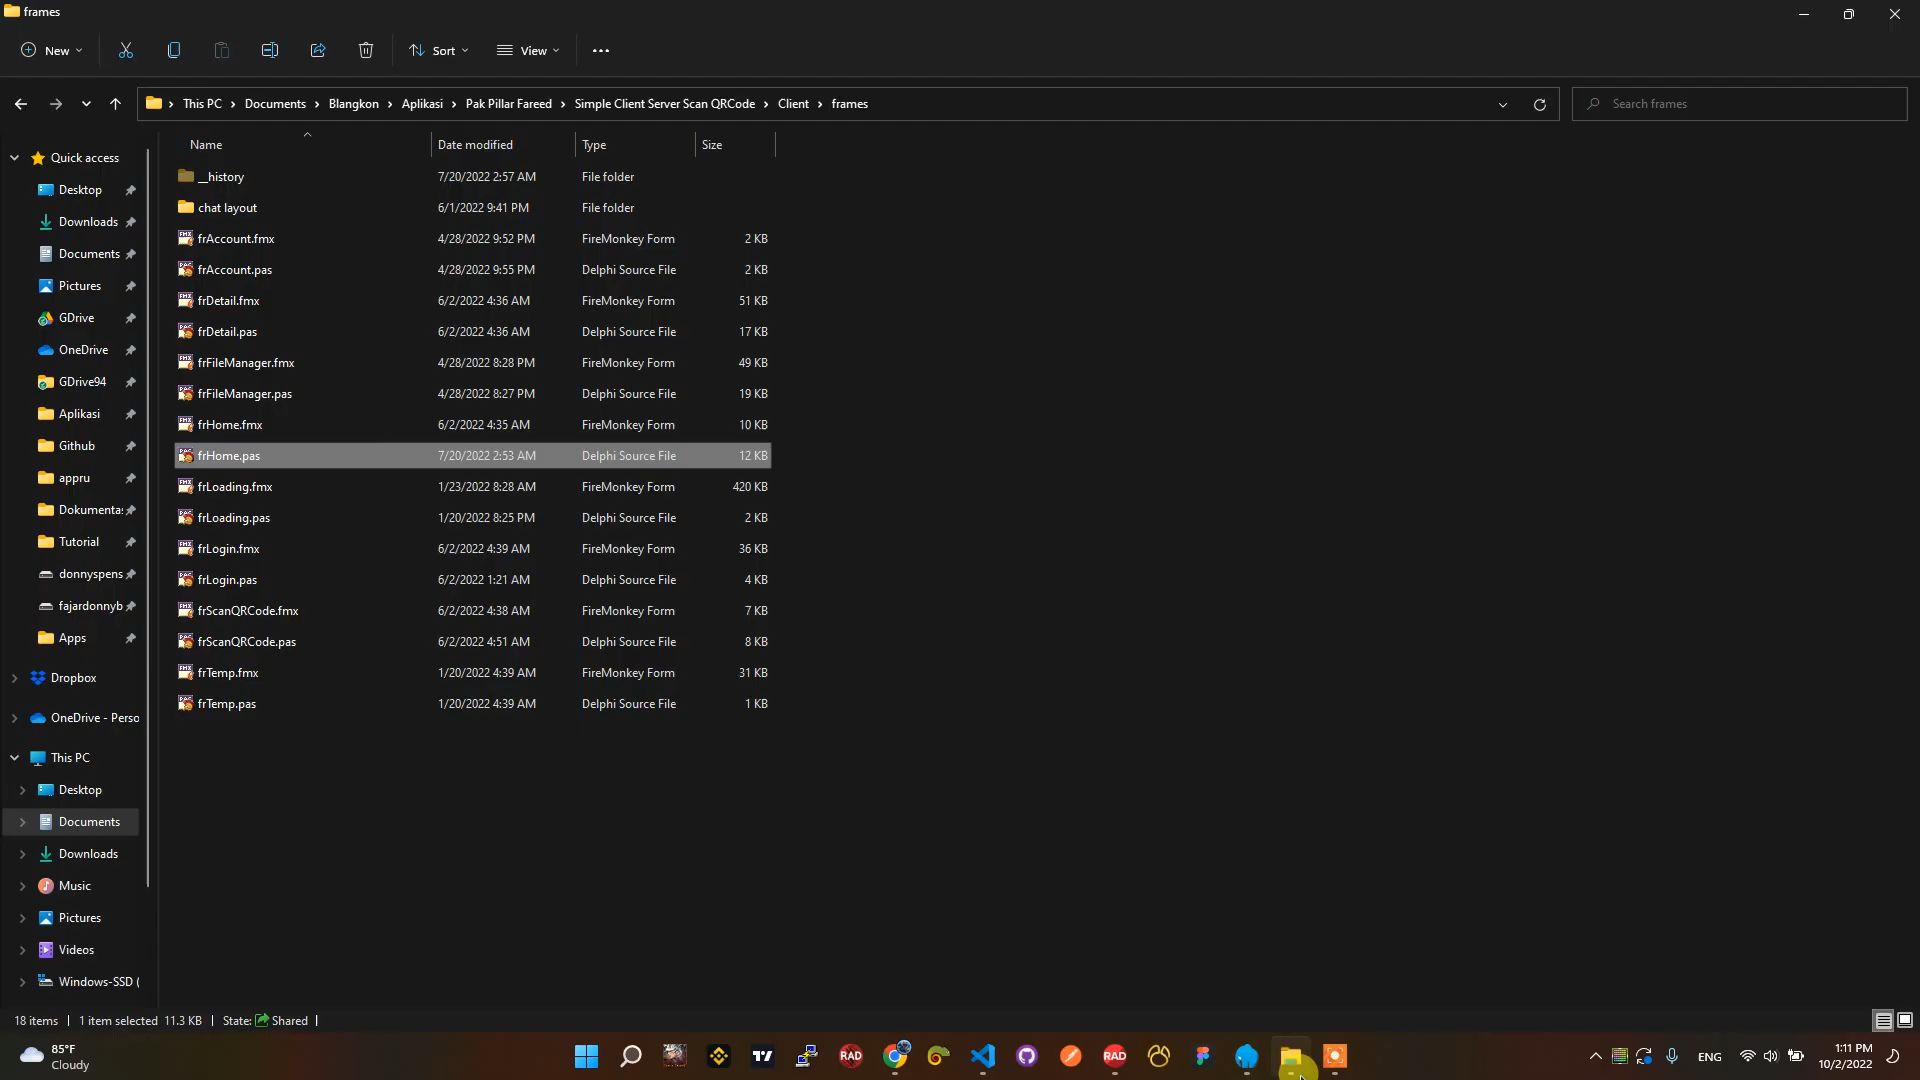 frames
New
Sort
View
This PC > Documents > Blangkon > Aplikasi > Pak Pillar Fareed > Simple Client Server Scan QRCode > Client > frames
Search frames
Name Date modified Type Size
__history 7/20/2022 2:57 AM File folder
chat layout 6/1/2022 9:41 PM File folder
frAccount.fmx 4/28/2022 9:52 PM FireMonkey Form 2 KB
frAccount.pas 4/28/2022 9:55 PM Delphi Source File 2 KB
frDetail.fmx 6/2/2022 4:36 AM FireMonkey Form 51 KB
frDetail.pas 6/2/2022 4:36 AM Delphi Source File 17 KB
frFileManager.fmx 4/28/2022 8:28 PM FireMonkey Form 49 KB
frFileManager.pas 4/28/2022 8:27 PM Delphi Source File 19 KB
frHome.fmx 6/2/2022 4:35 AM FireMonkey Form 10 KB
frHome.pas 7/20/2022 2:53 AM Delphi Source File 12 KB
frLoading.fmx 1/23/2022 8:28 AM FireMonkey Form 420 KB
frLoading.pas 1/20/2022 8:25 PM Delphi Source File 2 KB
frLogin.fmx 6/2/2022 4:39 AM FireMonkey Form 36 KB
frLogin.pas 6/2/2022 1:21 AM Delphi Source File 4 KB
frScanQRCode.fmx 6/2/2022 4:38 AM FireMonkey Form 7 KB
frScanQRCode.pas 6/2/2022 4:51 AM Delphi Source File 8 KB
frTemp.fmx 1/20/2022 4:39 AM FireMonkey Form 31 KB
frTemp.pas 1/20/2022 4:39 AM Delphi Source File 1 KB
Quick access
Desktop
Downloads
Documents
Pictures
GDrive
OneDrive
GDrive94
Aplikasi
Github
appru
Dokumenta
Tutorial
donnyspens
fajardonnyb
Apps
Dropbox
OneDrive - Perso
This PC
Desktop
Documents
Downloads
Music
Pictures
Videos
Windows-SSD (
18 items | 1 item selected 11.3 KB | State: Shared |
85°F
Cloudy
RAD
RAD
ENG
1:11 PM
10/2/2022